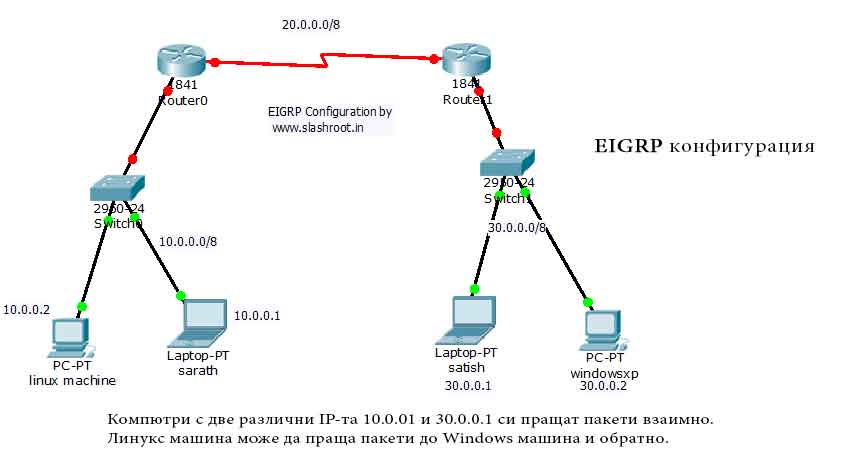 20.0.0.0/8
1841
Router0
1841
Router1
EIGRP Configuration by
www.slashroot.in
EIGRP конфигурация
2950-24
Switch0
2950-24
Switch1
10.0.0.0/8
30.0.0.0/8
10.0.0.2
10.0.0.1
PC-PT
linux machine
Laptop-PT
sarath
Laptop-PT
satish
30.0.0.1
PC-PT
windowsxp
30.0.0.2
Компютри с две различни IP-та 10.0.01 и 30.0.0.1 си пращат пакети взаимно.
Линукс машина може да праща пакети до Windows машина и обратно.